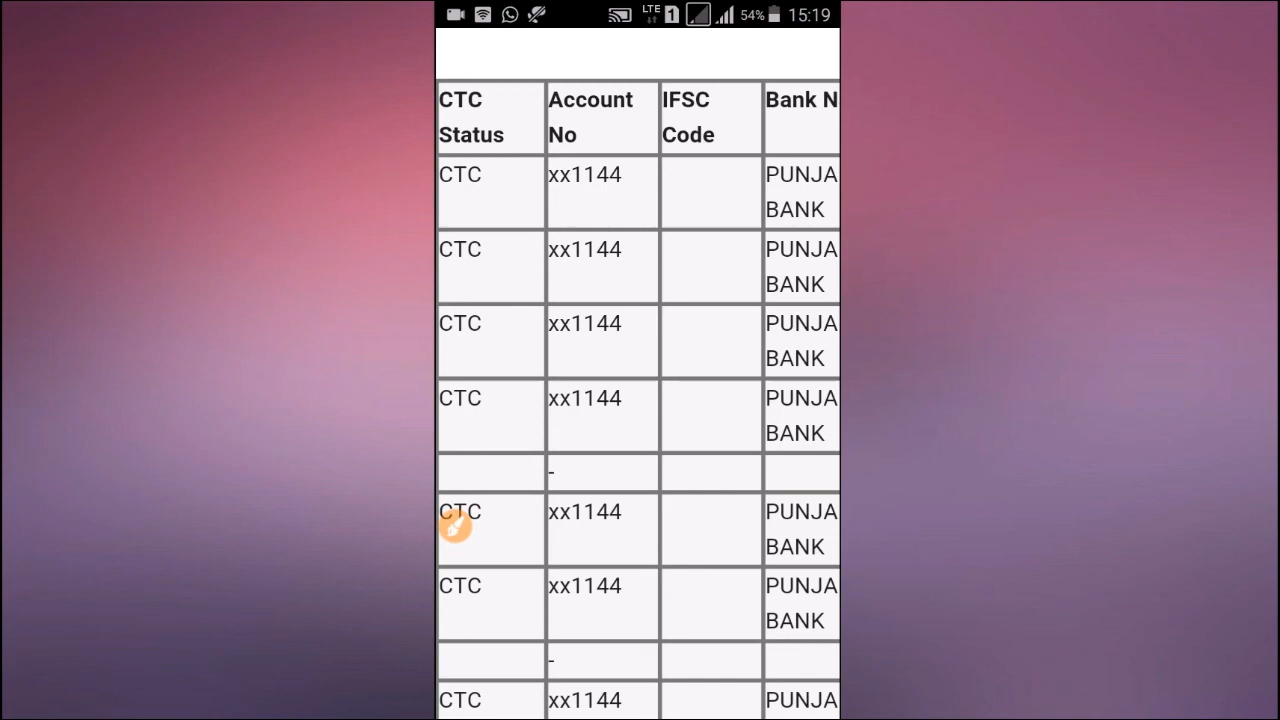 LTE 1 54% 15:19
CTC Status Account No IFSC Code Bank N
CTC xx1144 PUNJA BANK
CTC xx1144 PUNJA BANK
CTC xx1144 PUNJA BANK
CTC xx1144 PUNJA BANK
-
CTC xx1144 PUNJA BANK
CTC xx1144 PUNJA BANK
-
CTC xx1144 PUNJA